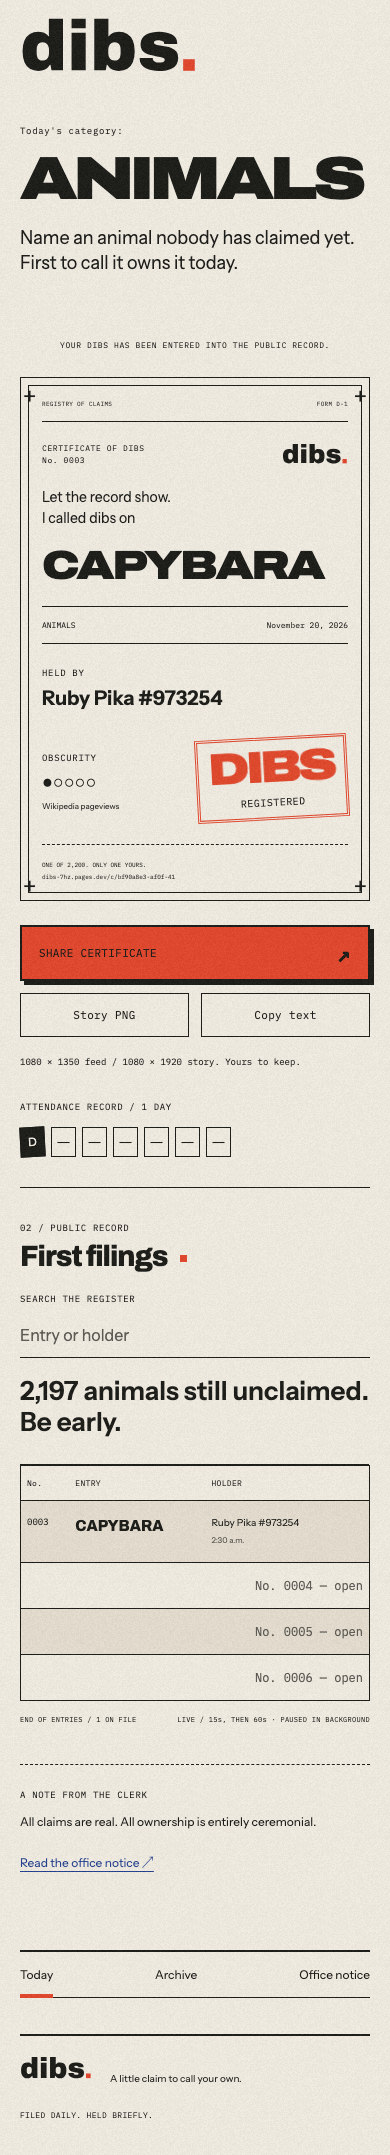 dibs.
Today's category:
ANIMALS
Name an animal nobody has claimed yet.
First to call it owns it today.
YOUR DIBS HAS BEEN ENTERED INTO THE PUBLIC RECORD.
REGISTRY OF CLAIMS
FORM D-1
CERTIFICATE OF DIBS
No. 0003
dibs.
Let the record show.
I called dibs on
CAPYBARA
ANIMALS
November 20, 2026
HELD BY
Ruby Pika #973254
OBSCURITY
Wikipedia pageviews
DIBS
REGISTERED
ONE OF 2,200. ONLY ONE YOURS.
dibs-7hz.pages.dev/c/bf90a8e3-af0f-41
SHARE CERTIFICATE ↗
Story PNG
Copy text
1080 × 1350 feed / 1080 × 1920 story. Yours to keep.
ATTENDANCE RECORD / 1 DAY
D — — — — — —
02 / PUBLIC RECORD
First filings
SEARCH THE REGISTER
Entry or holder
2,197 animals still unclaimed.
Be early.
No. ENTRY HOLDER
0003 CAPYBARA Ruby Pika #973254
2:30 a.m.
No. 0004 — open
No. 0005 — open
No. 0006 — open
END OF ENTRIES / 1 ON FILE
LIVE / 15s, THEN 60s · PAUSED IN BACKGROUND
A NOTE FROM THE CLERK
All claims are real. All ownership is entirely ceremonial.
Read the office notice ↗
Today
Archive
Office notice
dibs.
A little claim to call your own.
FILED DAILY. HELD BRIEFLY.